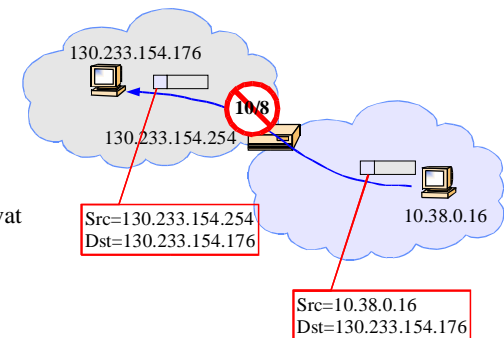 130.233.154.176
10/8
130.233.154.254
vat
10.38.0.16
Src=130.233.154.254
Dst=130.233.154.176
Src=10.38.0.16
Dst=130.233.154.176